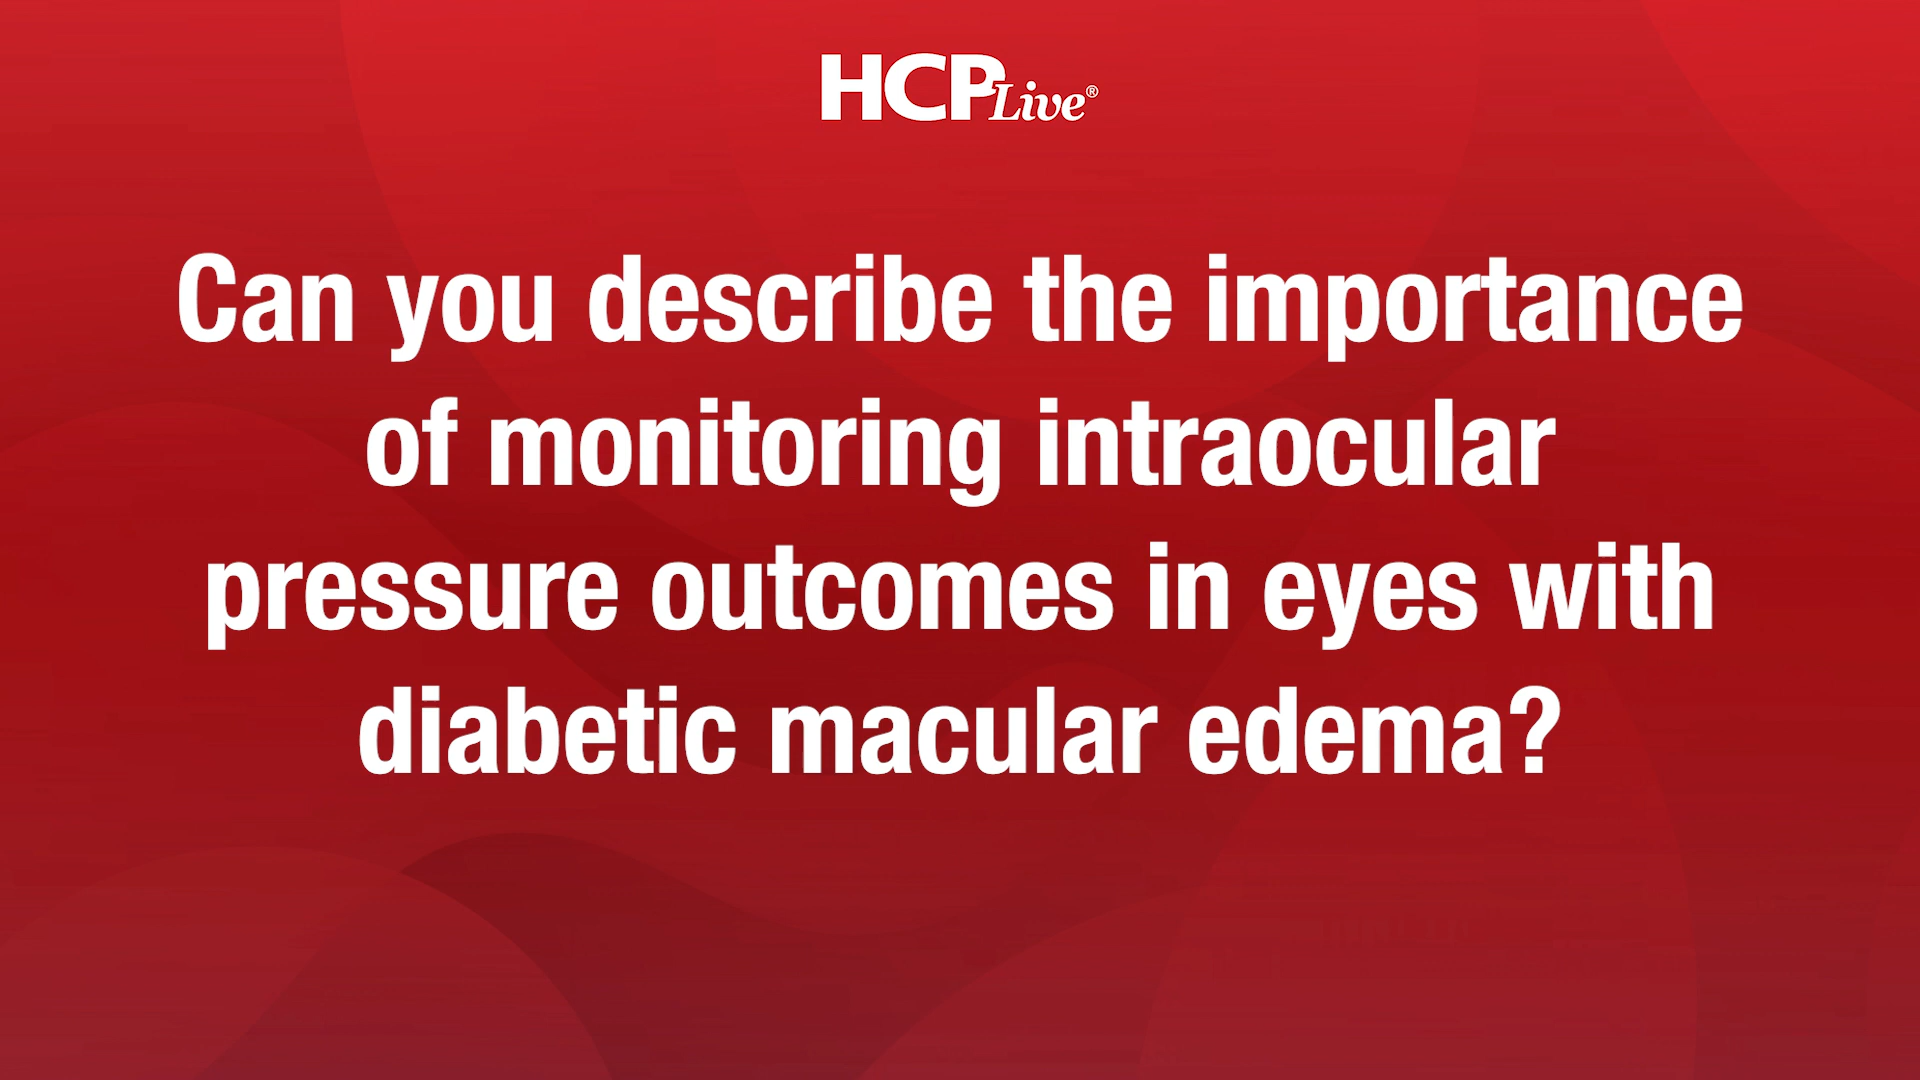 HCPLive®
Can you describe the importance
of monitoring intraocular
pressure outcomes in eyes with
diabetic macular edema?